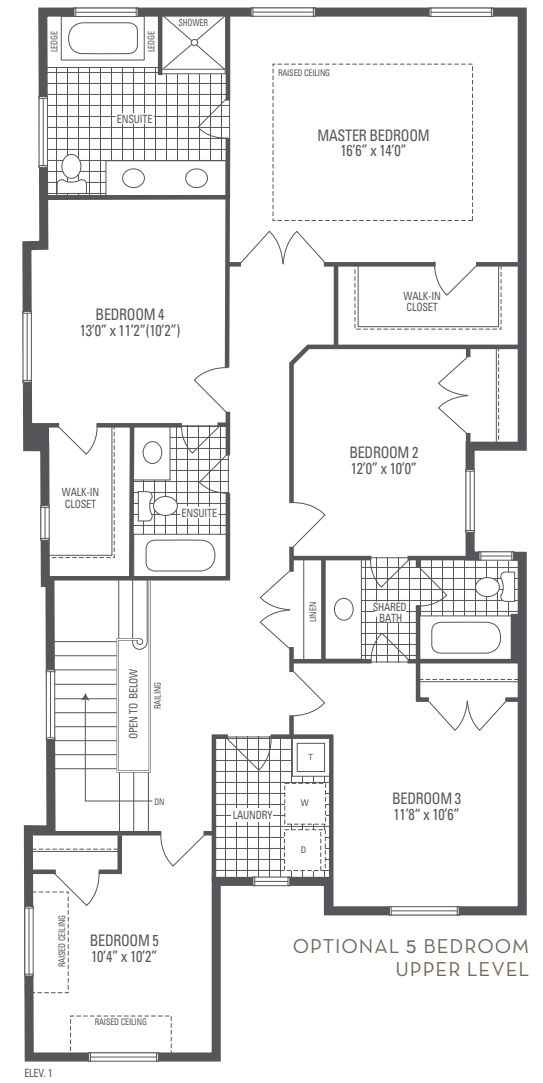 LEDGE
LEDGE
SHOWER
RAISED CEILING
ENSUITE
MASTER BEDROOM
16'6" x 14'0"
WALK-IN
CLOSET
BEDROOM 4
13'0" x 11'2"(10'2")
BEDROOM 2
12'0" x 10'0"
WALK-IN
CLOSET
ENSUITE
LINEN
SHARED
BATH
OPEN TO BELOW
RAILING
DN
T
W
D
LAUNDRY
BEDROOM 3
11'8" x 10'6"
RAISED CEILING
BEDROOM 5
10'4" x 10'2"
RAISED CEILING
OPTIONAL 5 BEDROOM
UPPER LEVEL
ELEV. 1